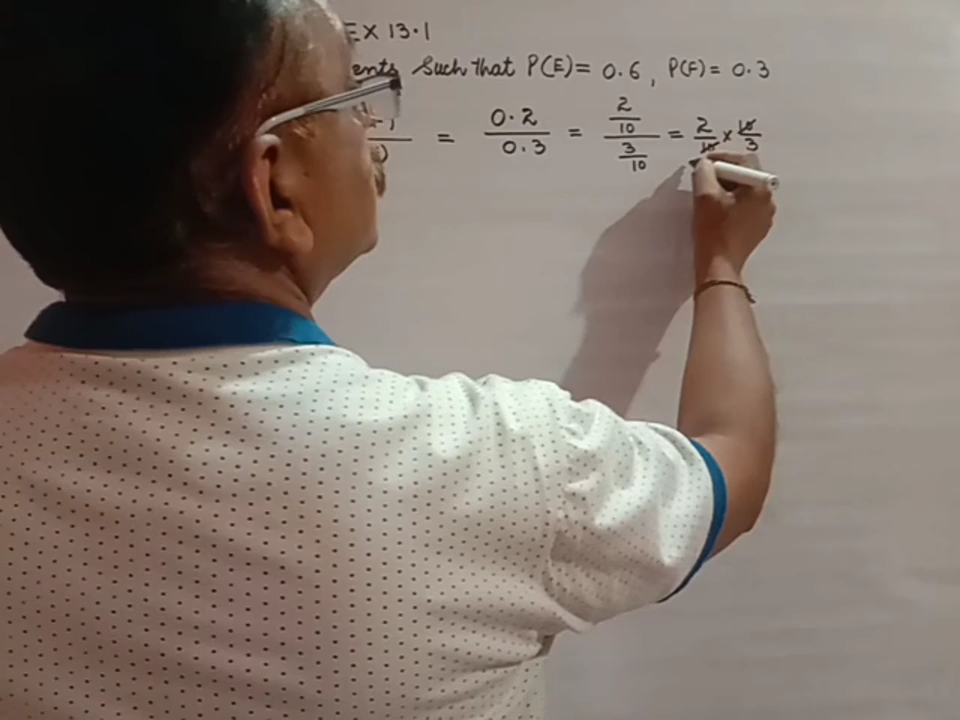 EX 13.1
Such that P(E) = 0.6, P(F) = 0.3
= 0.2/0.3 = 2/10 / 3/10 = 2/10 × 10/3